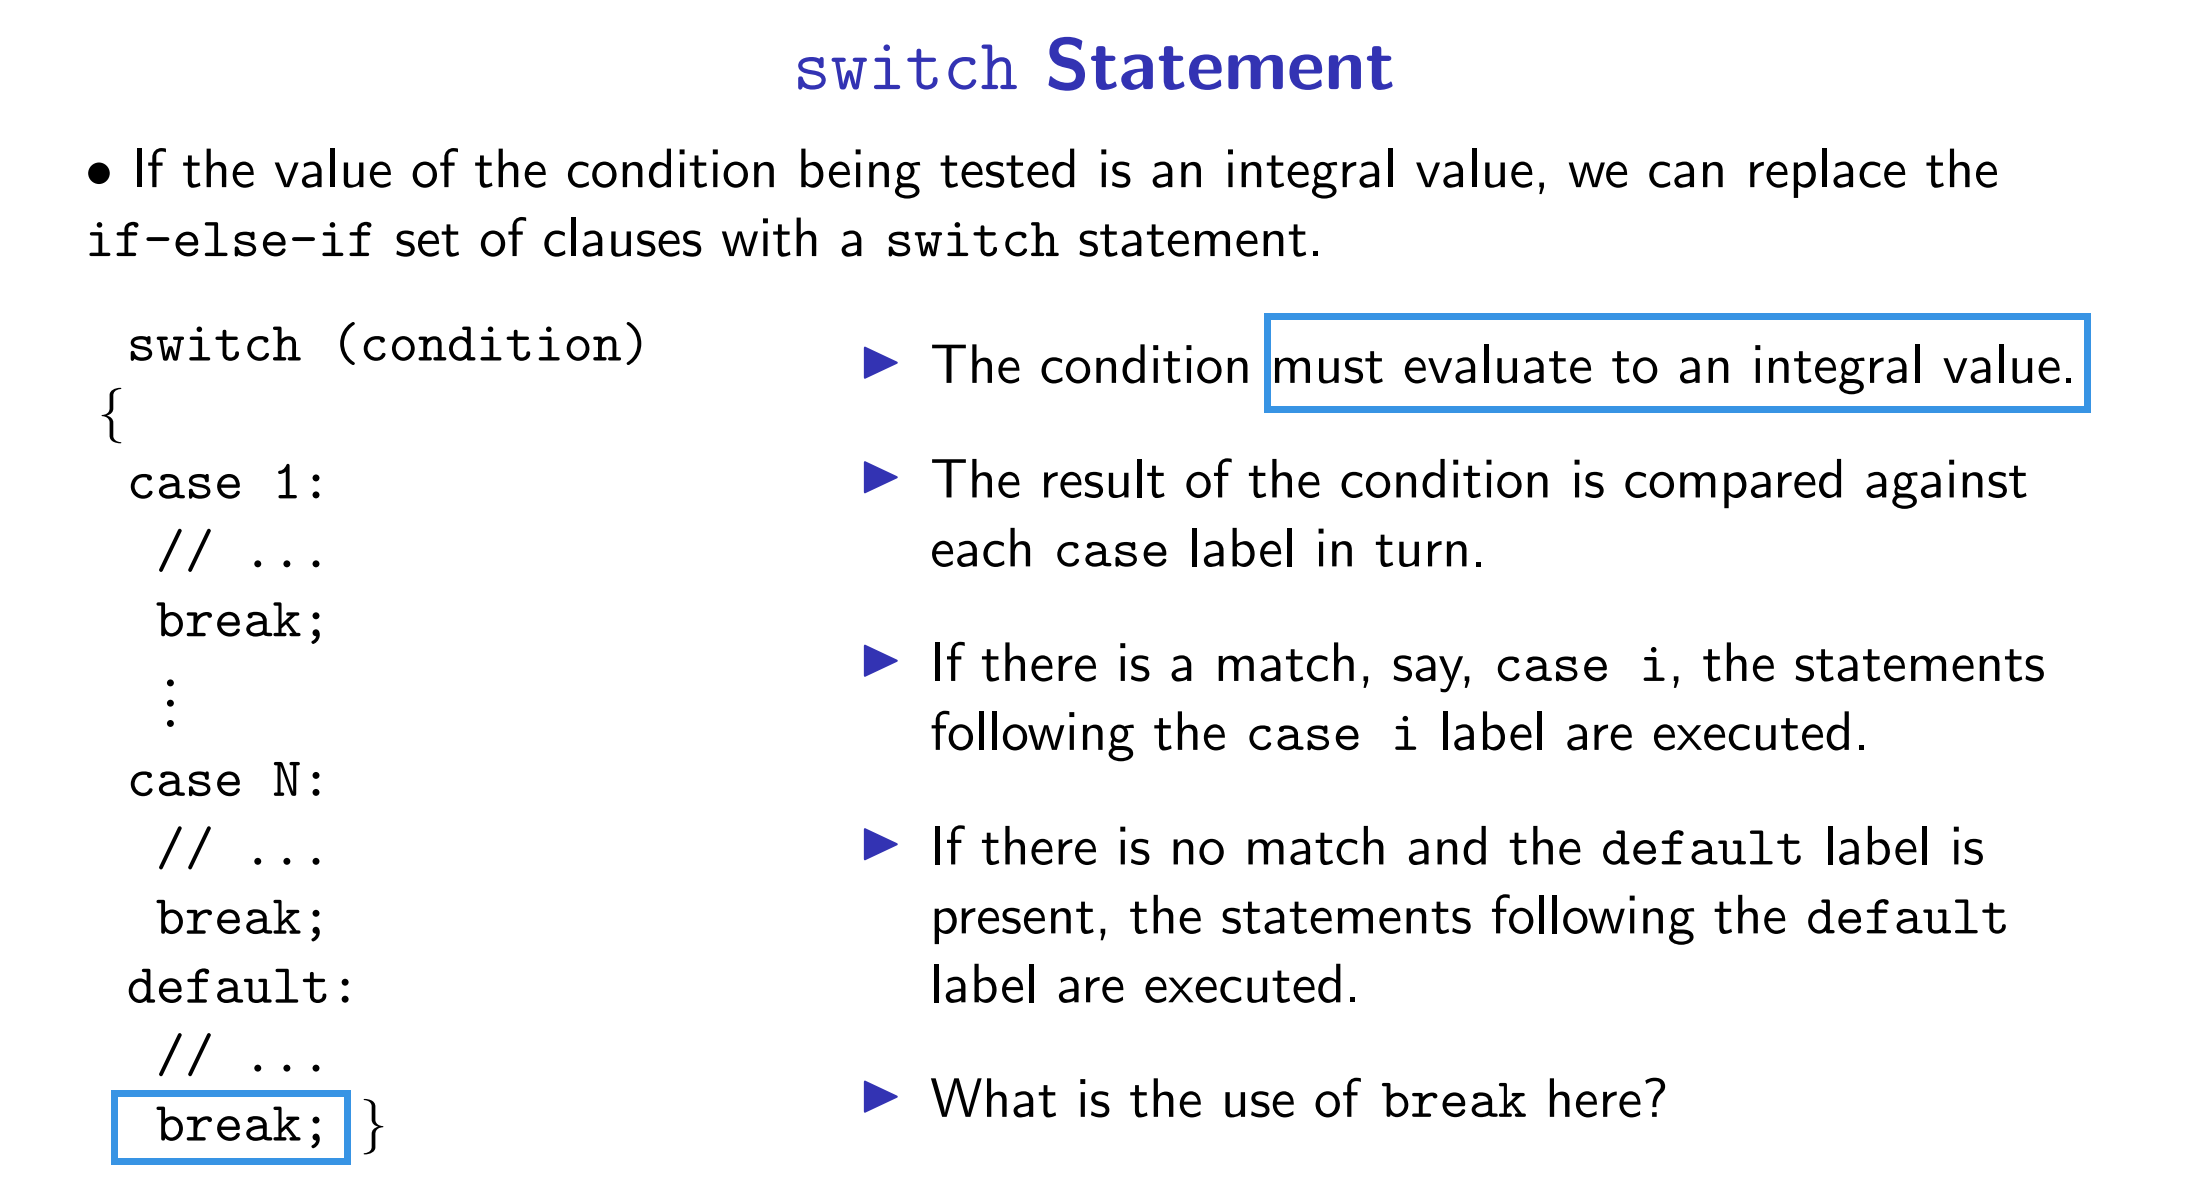 switch Statement
• If the value of the condition being tested is an integral value, we can replace the
if-else-if set of clauses with a switch statement.
switch (condition)
{
case 1:
// ...
break;
⋮
case N:
// ...
break;
default:
// ...
break; }
▶ The condition must evaluate to an integral value.
▶ The result of the condition is compared against
each case label in turn.
▶ If there is a match, say, case i, the statements
following the case i label are executed.
▶ If there is no match and the default label is
present, the statements following the default
label are executed.
▶ What is the use of break here?